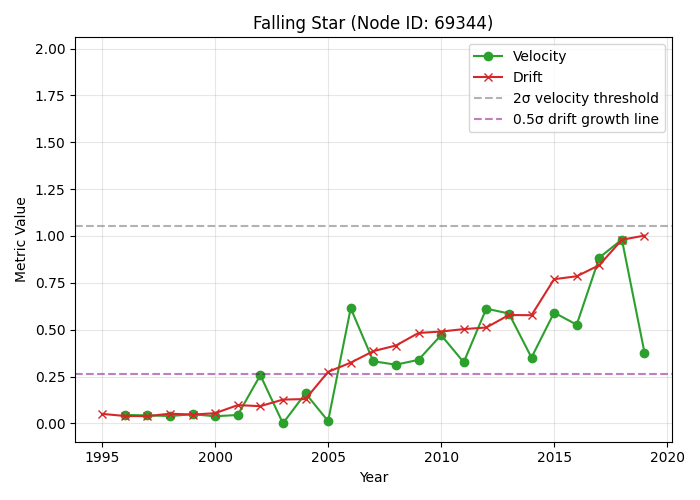 Falling Star (Node ID: 69344)
Velocity
Drift
2σ velocity threshold
0.5σ drift growth line
Metric Value
2.00
1.75
1.50
1.25
1.00
0.75
0.50
0.25
0.00
1995
2000
2005
2010
2015
2020
Year